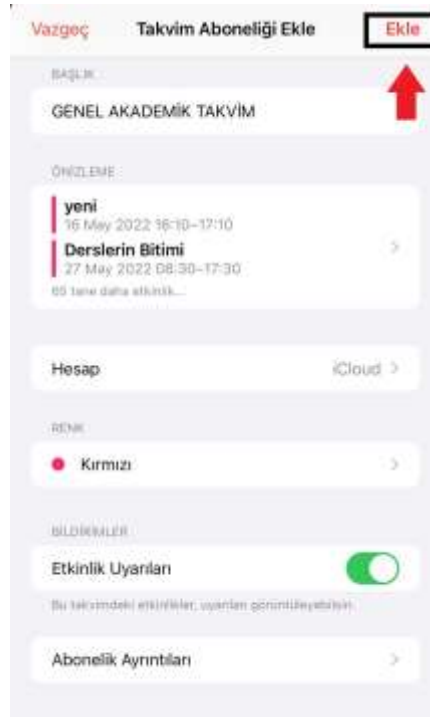 Vazgeç Takvim Aboneliği Ekle Ekle
BAŞLIK
GENEL AKADEMİK TAKVİM
ÖNİZLEME
yeni
16 May 2022 16:10–17:10
Derslerin Bitimi
27 May 2022 08:30–17:30
65 tane daha etkinlik...
Hesap iCloud
RENK
Kırmızı
BİLDİRİMLER
Etkinlik Uyarıları
Bu takvimdeki etkinlikler, uyarıları görüntüleyebilsin.
Abonelik Ayrıntıları